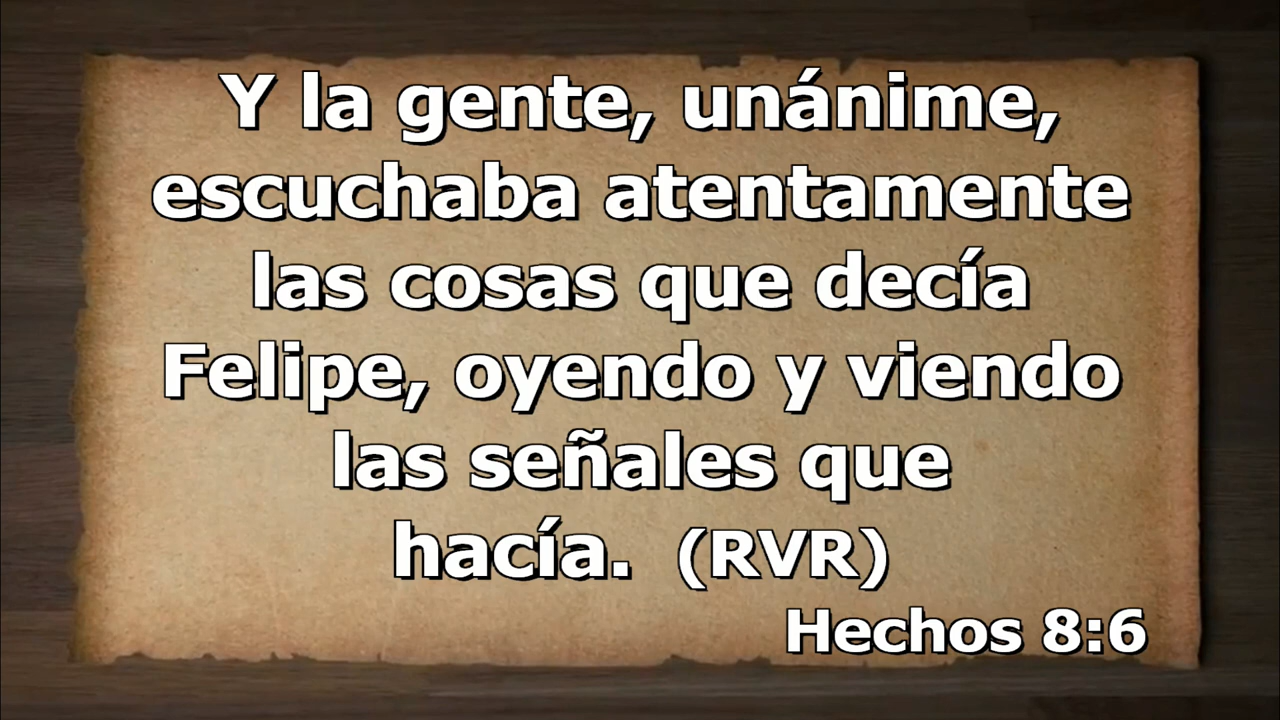 Y la gente, unánime,
escuchaba atentamente
las cosas que decía
Felipe, oyendo y viendo
las señales que
hacía. (RVR)
Hechos 8:6